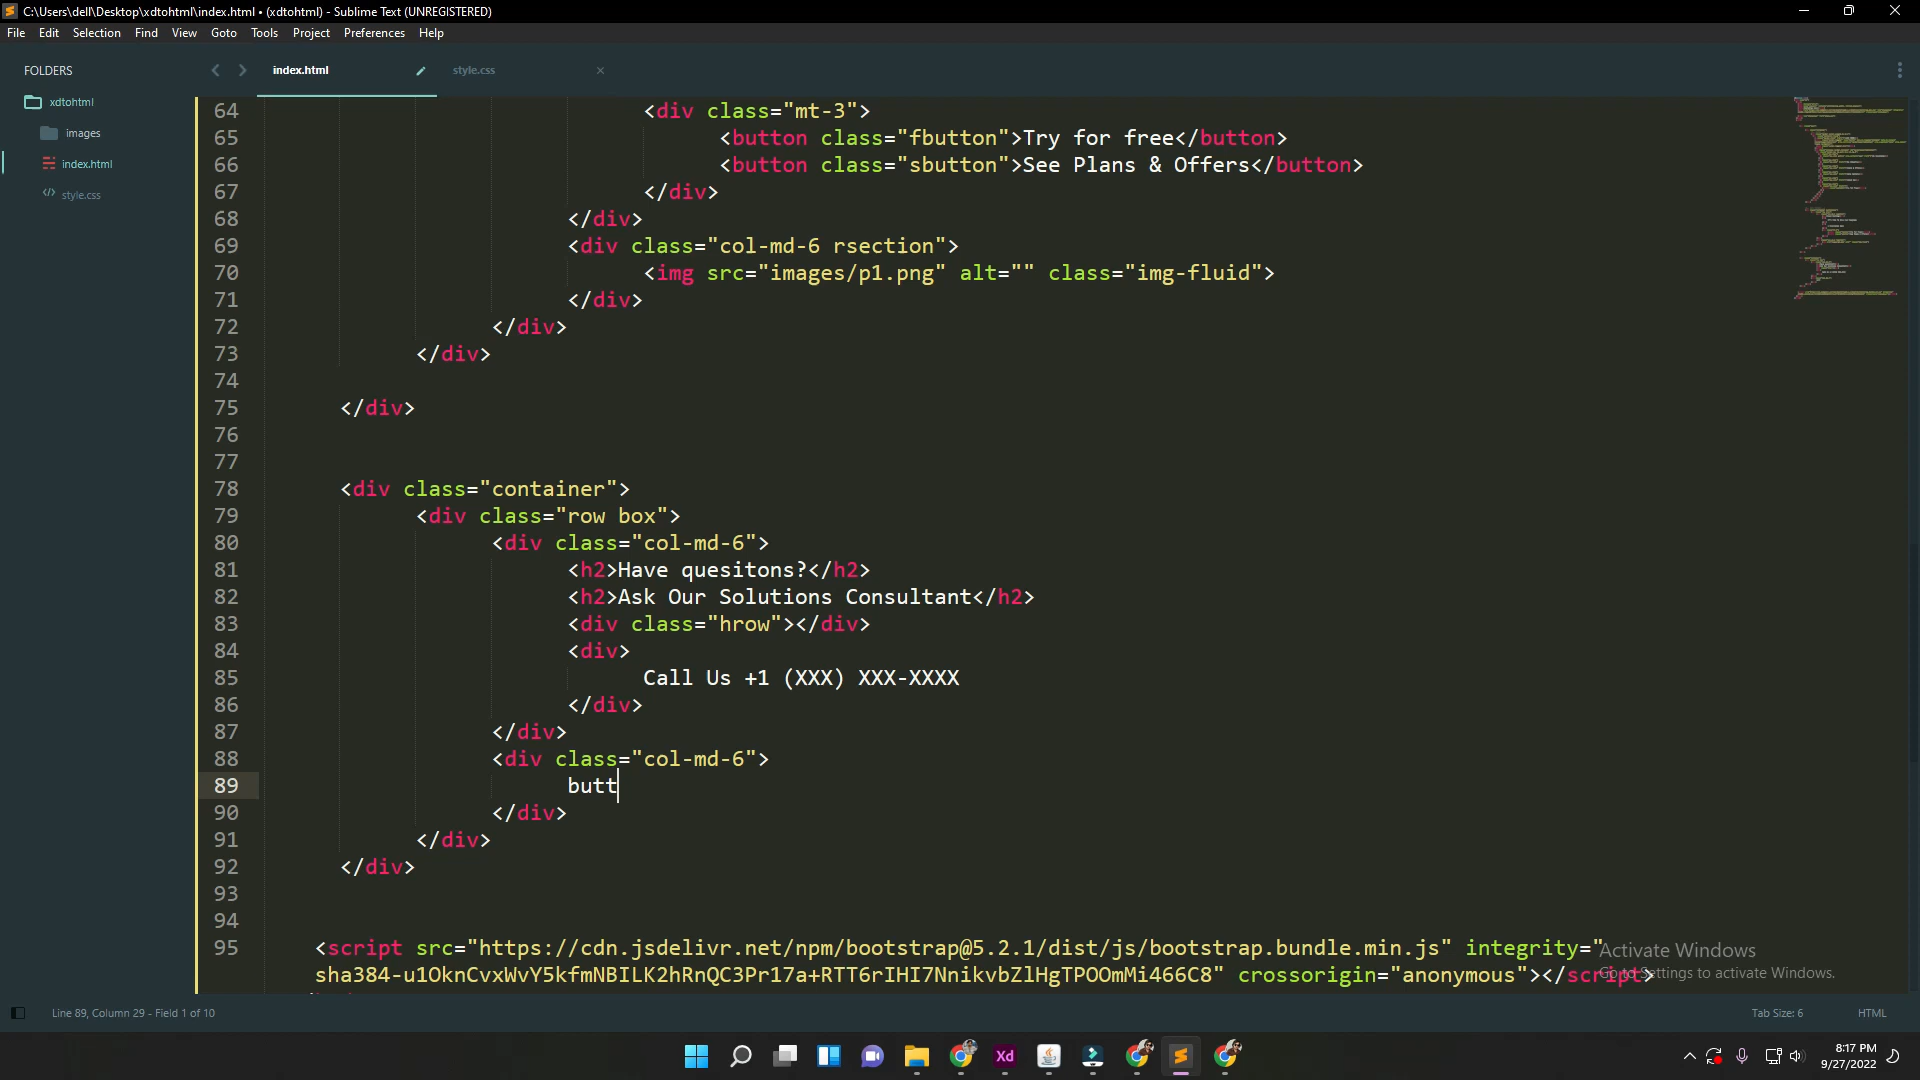 C:\Users\dell\Desktop\xdtohtml\index.html • (xdtohtml) - Sublime Text (UNREGISTERED)
File Edit Selection Find View Goto Tools Project Preferences Help
FOLDERS
xdtohtml
images
index.html
style.css
index.html style.css
64 <div class="mt-3">
65 <button class="fbutton">Try for free</button>
66 <button class="sbutton">See Plans & Offers</button>
67 </div>
68 </div>
69 <div class="col-md-6 rsection">
70 <img src="images/p1.png" alt="" class="img-fluid">
71 </div>
72 </div>
73 </div>
74
75 </div>
76
77
78 <div class="container">
79 <div class="row box">
80 <div class="col-md-6">
81 <h2>Have quesitons?</h2>
82 <h2>Ask Our Solutions Consultant</h2>
83 <div class="hrow"></div>
84 <div>
85 Call Us +1 (XXX) XXX-XXXX
86 </div>
87 </div>
88 <div class="col-md-6">
89 butt
90 </div>
91 </div>
92 </div>
93
94
95 <script src="https://cdn.jsdelivr.net/npm/bootstrap@5.2.1/dist/js/bootstrap.bundle.min.js" integrity="
sha384-u1OknCvxWvY5kfmNBILK2hRnQC3Pr17a+RTT6rIHI7NnikvbZlHgTPOOmMi466C8" crossorigin="anonymous"></script>
Activate Windows
Go to Settings to activate Windows.
Line 89, Column 29 - Field 1 of 10
Tab Size: 6
HTML
Xd
8:17 PM
9/27/2022